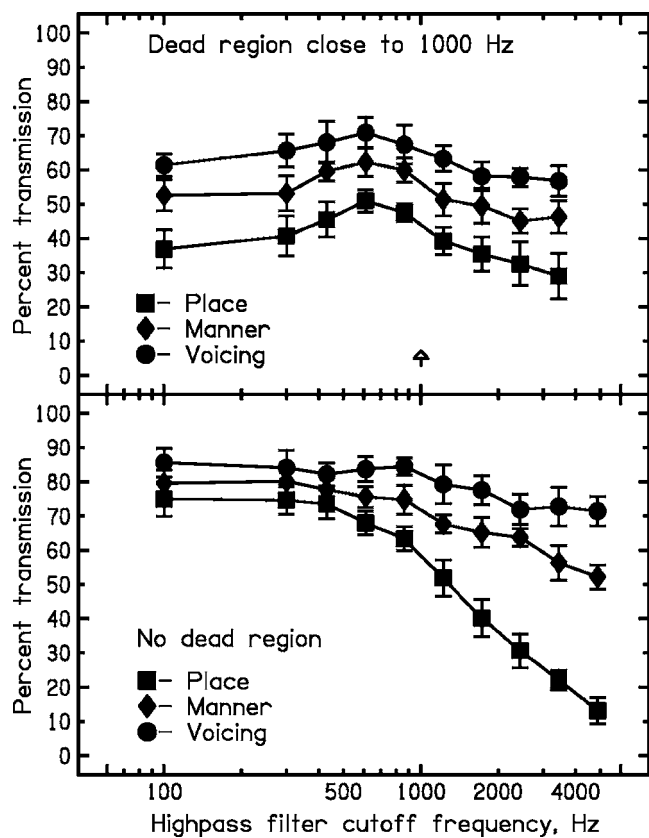 Dead region close to 1000 Hz
Percent transmission
100
90
80
70
60
50
40
30
20
10
0
Place
Manner
Voicing
Percent transmission
100
90
80
70
60
50
40
30
20
10
0
No dead region
Place
Manner
Voicing
100 500 1000 2000 4000
Highpass filter cutoff frequency, Hz